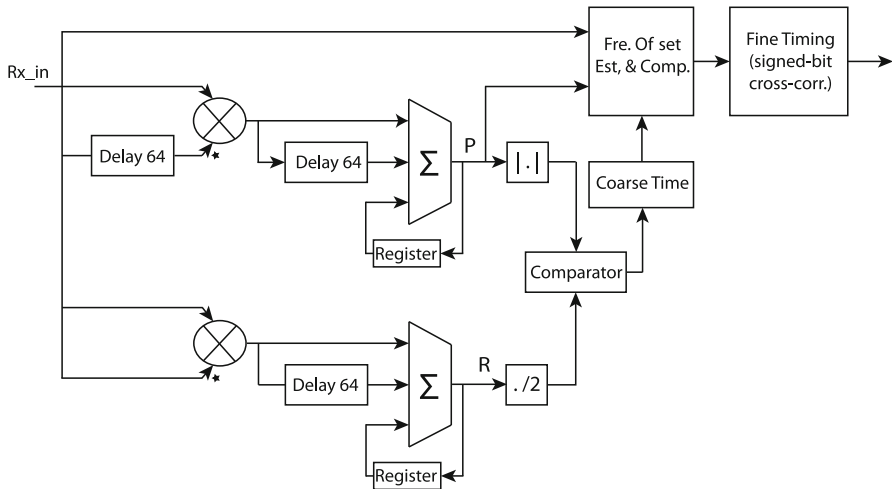 Rx_in
Delay 64
Delay 64
Σ
Register
P
| . |
Fre. Of set
Est, & Comp.
Fine Timing
(signed-bit
cross-corr.)
Coarse Time
Comparator
Delay 64
Σ
Register
R
. /2